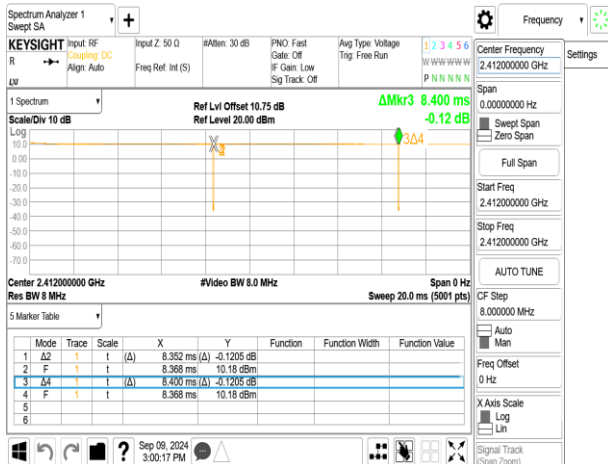 Spectrum Analyzer 1
Swept SA
+
Frequency
KEYSIGHT
R
LXI
Input: RF
Coupling: DC
Align: Auto
Input Z: 50 Ω
Freq Ref: Int (S)
#Atten: 30 dB
PNO: Fast
Gate: Off
IF Gain: Low
Sig Track: Off
Avg Type: Voltage
Trig: Free Run
1 2 3 4 5 6
W W W W W W
P N N N N N
1 Spectrum
Scale/Div 10 dB
Ref Lvl Offset 10.75 dB
Ref Level 20.00 dBm
ΔMkr3 8.400 ms
-0.12 dB
Log
10.0
0.00
-10.0
-20.0
-30.0
-40.0
-50.0
-60.0
-70.0
3Δ4
Center 2.412000000 GHz
Res BW 8 MHz
#Video BW 8.0 MHz
Span 0 Hz
Sweep 20.0 ms (5001 pts)
5 Marker Table
Mode Trace Scale X Y Function Function Width Function Value
1 Δ2 1 t (Δ) 8.352 ms (Δ) -0.1205 dB
2 F 1 t 8.368 ms 10.18 dBm
3 Δ4 1 t (Δ) 8.400 ms (Δ) -0.1205 dB
4 F 1 t 8.368 ms 10.18 dBm
5
6
?
Sep 09, 2024
3:00:17 PM
Center Frequency
2.412000000 GHz
Settings
Span
0.00000000 Hz
Swept Span
Zero Span
Full Span
Start Freq
2.412000000 GHz
Stop Freq
2.412000000 GHz
AUTO TUNE
CF Step
8.000000 MHz
Auto
Man
Freq Offset
0 Hz
X Axis Scale
Log
Lin
Signal Track
(Span Zoom)